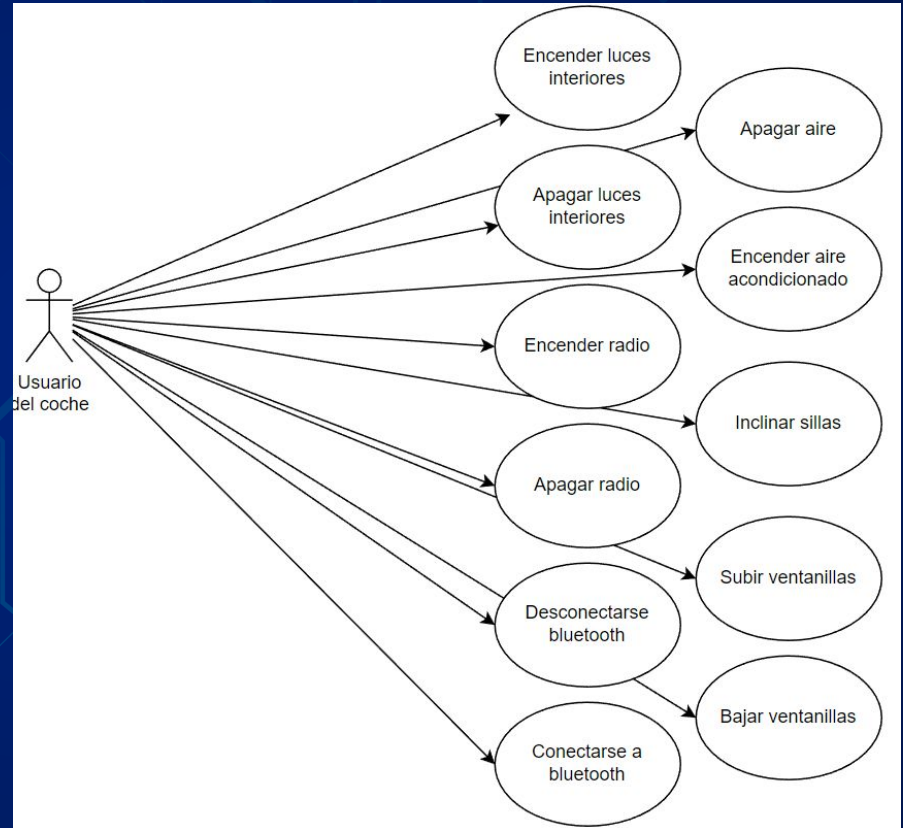 Encender luces
interiores
Apagar aire
Apagar luces
interiores
Encender aire
acondicionado
Encender radio
Usuario
del coche
Inclinar sillas
Apagar radio
Subir ventanillas
Desconectarse
bluetooth
Bajar ventanillas
Conectarse a
bluetooth